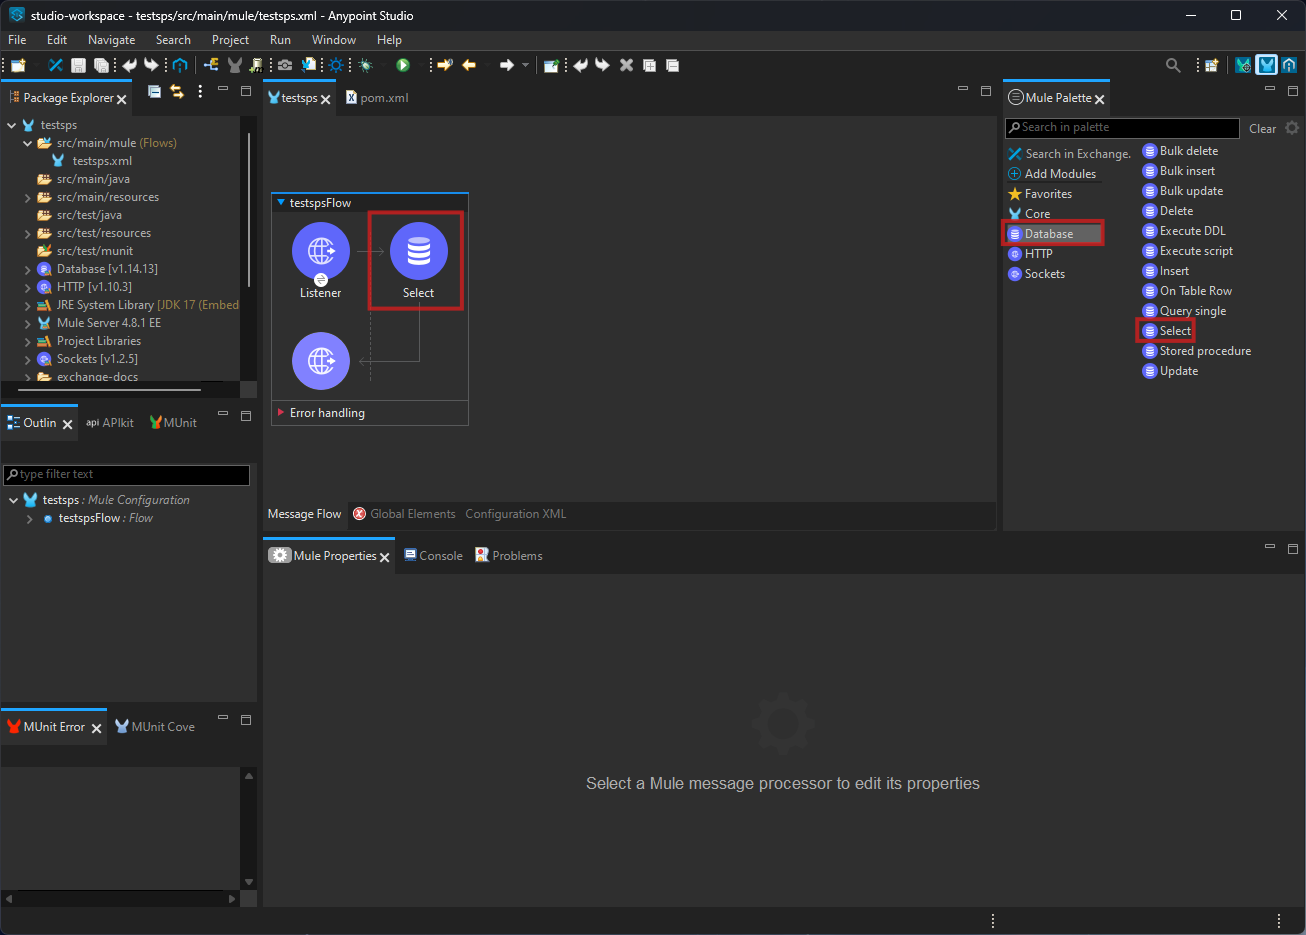 studio-workspace - testsps/src/main/mule/testsps.xml - Anypoint Studio
File Edit Navigate Search Project Run Window Help
Package Explorer
testsps
src/main/mule (Flows)
testsps.xml
src/main/java
src/main/resources
src/test/java
src/test/resources
src/test/munit
Database [v1.14.13]
HTTP [v1.10.3]
JRE System Library [JDK 17 (Embed
Mule Server 4.8.1 EE
Project Libraries
Sockets [v1.2.5]
exchange-docs
Outlin
api APIkit
MUnit
type filter text
testsps : Mule Configuration
testspsFlow : Flow
MUnit Error
MUnit Cove
testsps
pom.xml
testspsFlow
Listener
Select
Error handling
Message Flow
Global Elements
Configuration XML
Mule Properties
Console
Problems
Select a Mule message processor to edit its properties
Mule Palette
Search in palette
Clear
Search in Exchange.
Add Modules
Favorites
Core
Database
HTTP
Sockets
Bulk delete
Bulk insert
Bulk update
Delete
Execute DDL
Execute script
Insert
On Table Row
Query single
Select
Stored procedure
Update